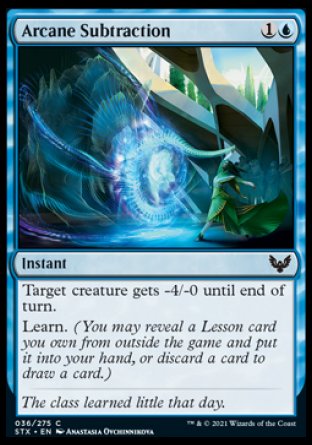 Arcane Subtraction 1
Instant
Target creature gets -4/-0 until end of
turn.
Learn. (You may reveal a Lesson card
you own from outside the game and put
it into your hand, or discard a card to
draw a card.)
The class learned little that day.
036/275 C
STX • EN Anastasia Ovchinnikova
™ & © 2021 Wizards of the Coast